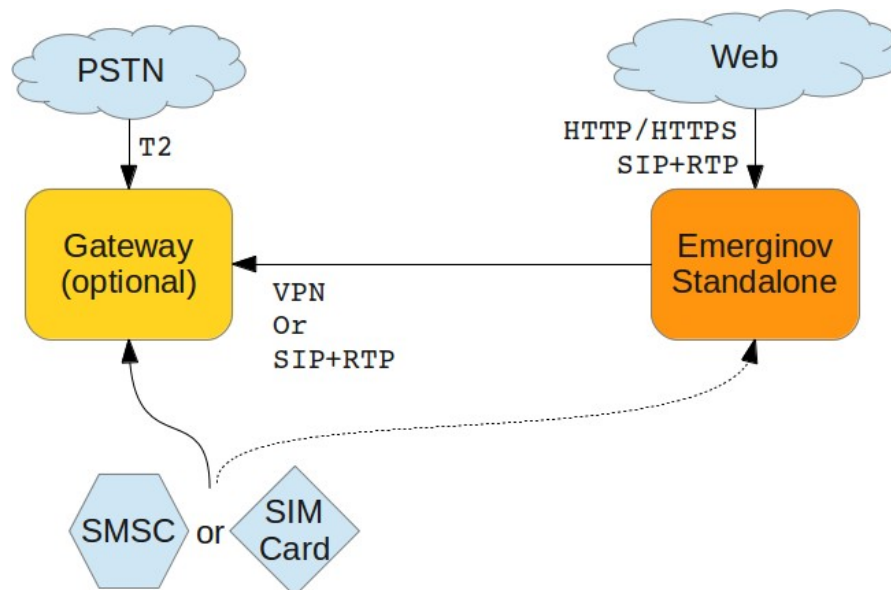 PSTN
Web
T2
HTTP/HTTPS
SIP+RTP
Gateway
(optional)
Emerginov
Standalone
VPN
Or
SIP+RTP
SMSC or SIM
Card